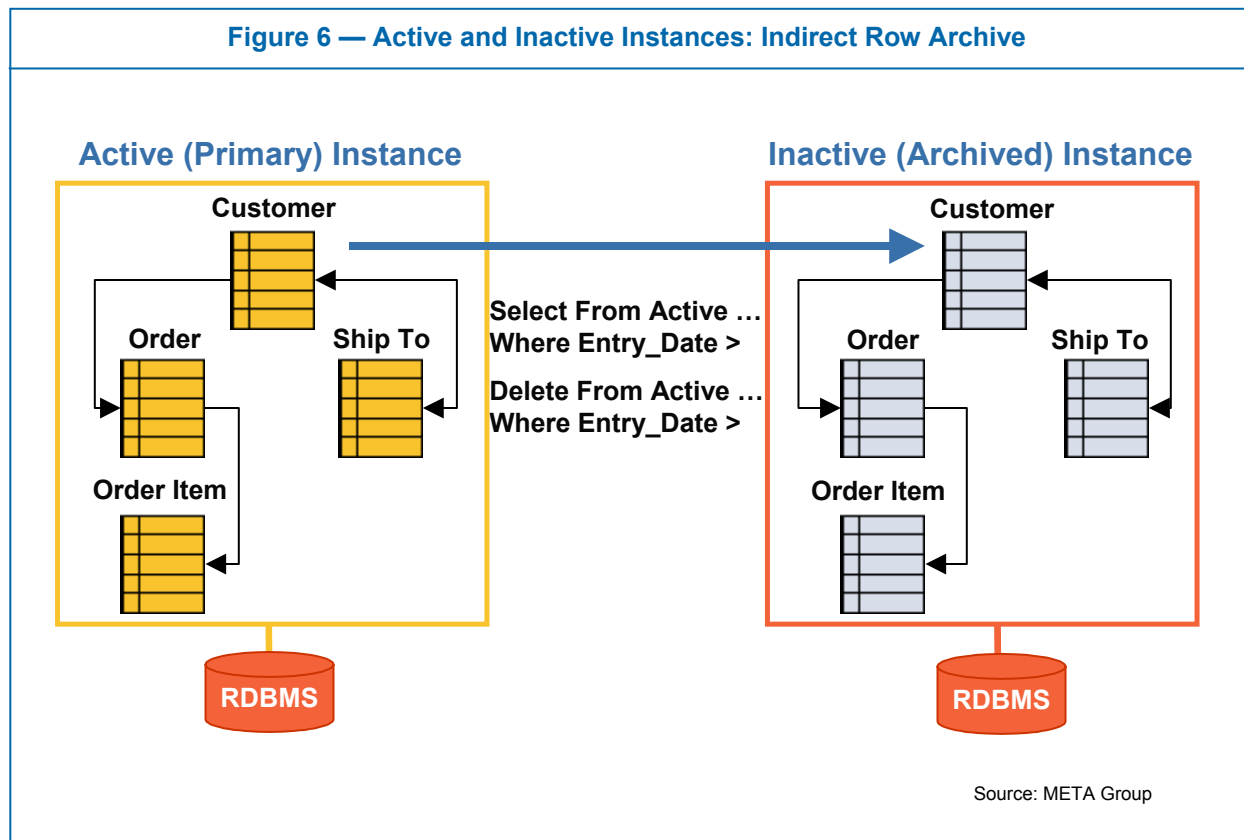 Figure 6 — Active and Inactive Instances: Indirect Row Archive
Active (Primary) Instance
Customer
Order
Ship To
Order Item
RDBMS
Select From Active …
Where Entry_Date >
Delete From Active …
Where Entry_Date >
Inactive (Archived) Instance
Customer
Order
Ship To
Order Item
RDBMS
Source: META Group